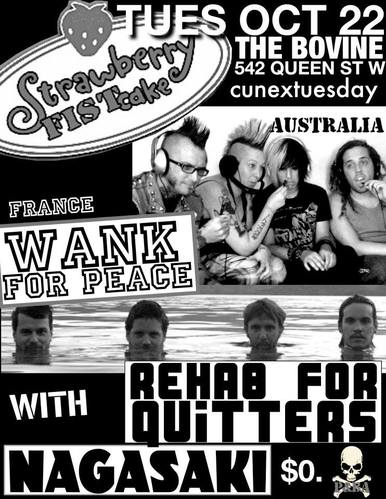 TUES OCT 22
THE BOVINE
542 QUEEN ST W
cunextuesday
Strawberry
FISTcake
AUSTRALIA
FRANCE
WANK
FOR PEACE
WITH
REHAB FOR
QUiTTERS
NAGASAKI
$0.